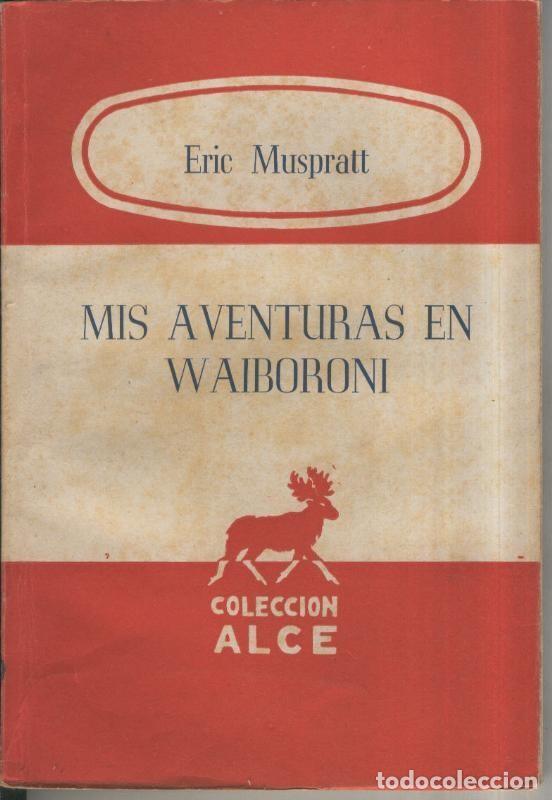 Eric Muspratt
MIS AVENTURAS EN
WAIBORONI
COLECCION
ALCE
todocoleccion